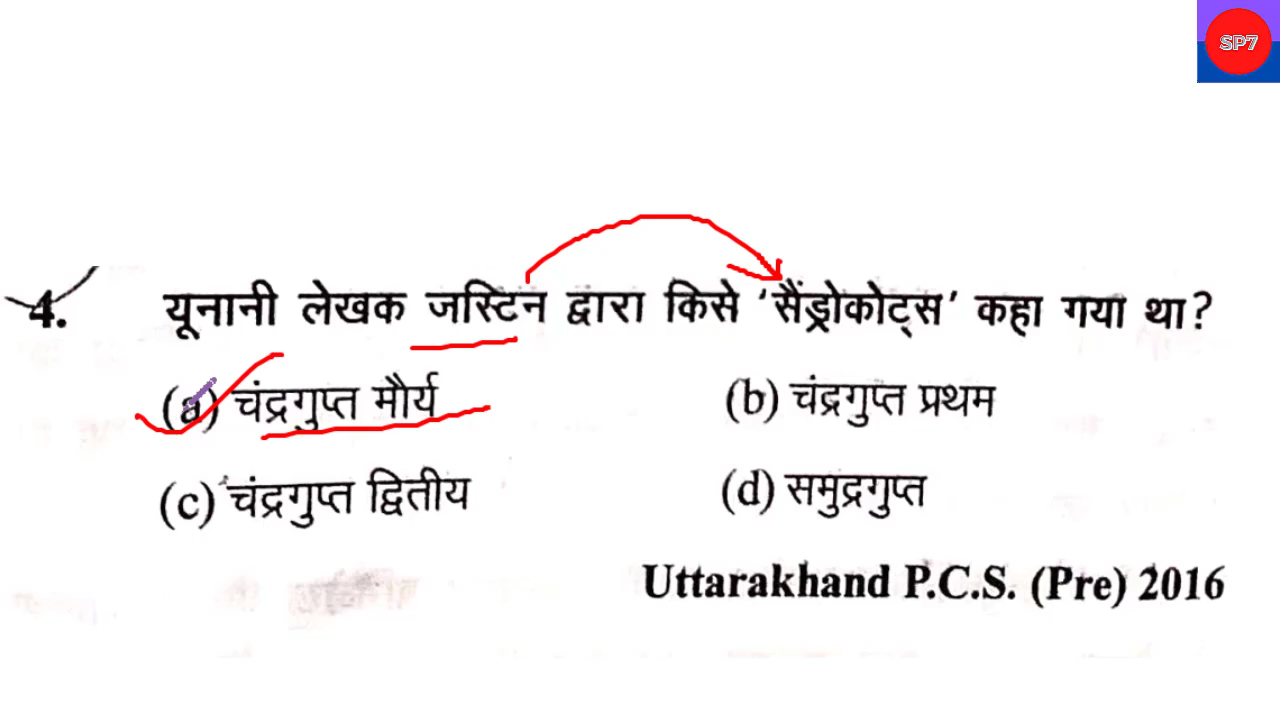 SP7
4. यूनानी लेखक जस्टिन द्वारा किसे ‘सैंड्रोकोट्स’ कहा गया था?
(a) चंद्रगुप्त मौर्य (b) चंद्रगुप्त प्रथम
(c) चंद्रगुप्त द्वितीय (d) समुद्रगुप्त
Uttarakhand P.C.S. (Pre) 2016